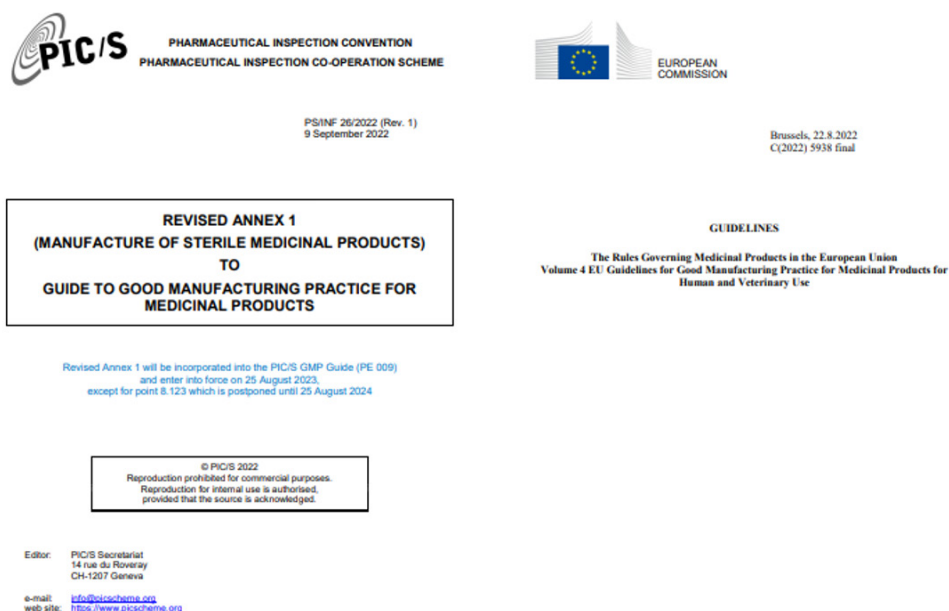 PIC/S
PHARMACEUTICAL INSPECTION CONVENTION
PHARMACEUTICAL INSPECTION CO-OPERATION SCHEME
PS/INF 26/2022 (Rev. 1)
9 September 2022
REVISED ANNEX 1
(MANUFACTURE OF STERILE MEDICINAL PRODUCTS)
TO
GUIDE TO GOOD MANUFACTURING PRACTICE FOR
MEDICINAL PRODUCTS
Revised Annex 1 will be incorporated into the PIC/S GMP Guide (PE 009)
and enter into force on 25 August 2023,
except for point 8.123 which is postponed until 25 August 2024
© PIC/S 2022
Reproduction prohibited for commercial purposes.
Reproduction for internal use is authorised,
provided that the source is acknowledged.
Editor: PIC/S Secretariat
14 rue du Roveray
CH-1207 Geneva
e-mail: info@picscheme.org
web site: https://www.picscheme.org
EUROPEAN
COMMISSION
Brussels, 22.8.2022
C(2022) 5938 final
GUIDELINES
The Rules Governing Medicinal Products in the European Union
Volume 4 EU Guidelines for Good Manufacturing Practice for Medicinal Products for
Human and Veterinary Use